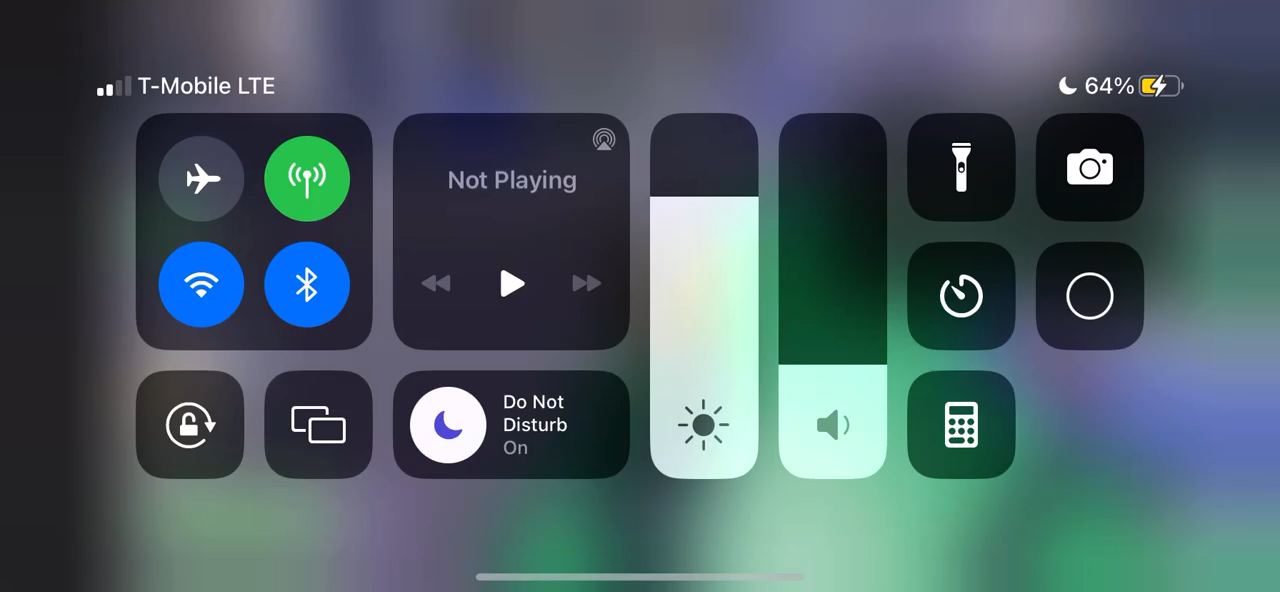 T-Mobile LTE
64%
Not Playing
Do Not
Disturb
On